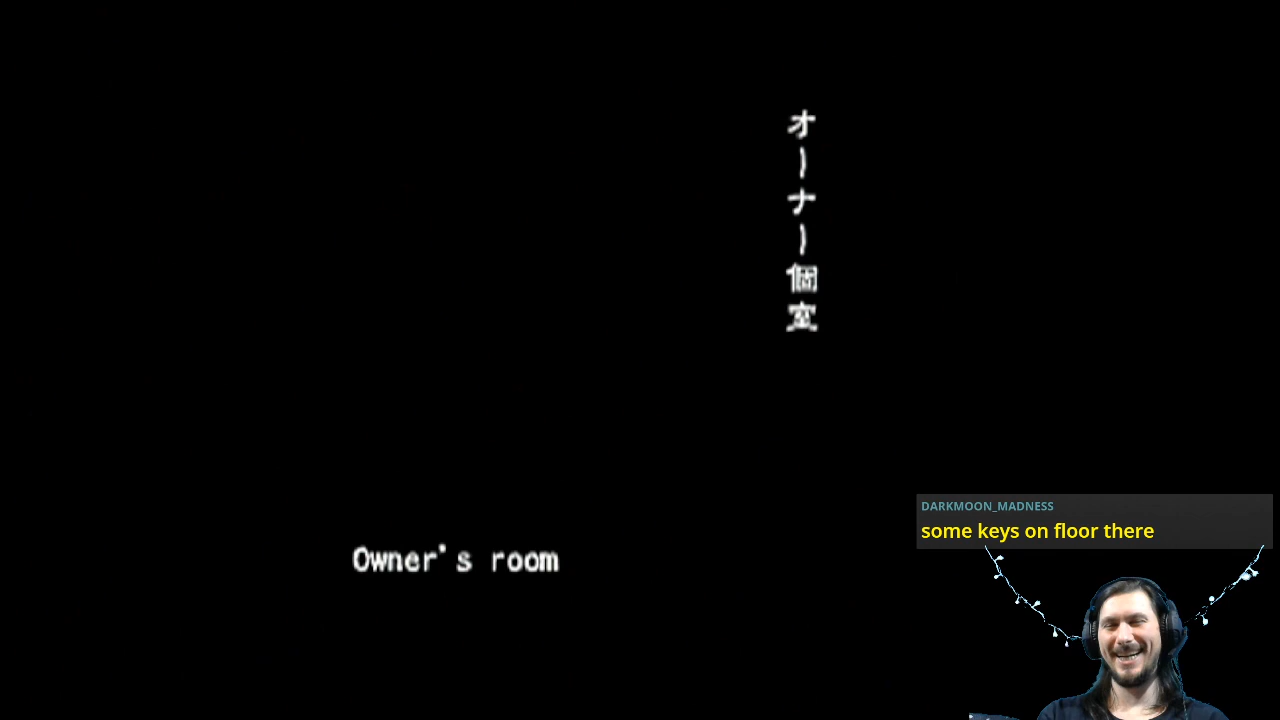 オーナー個室
Owner's room
DARKMOON_MADNESS
some keys on floor there